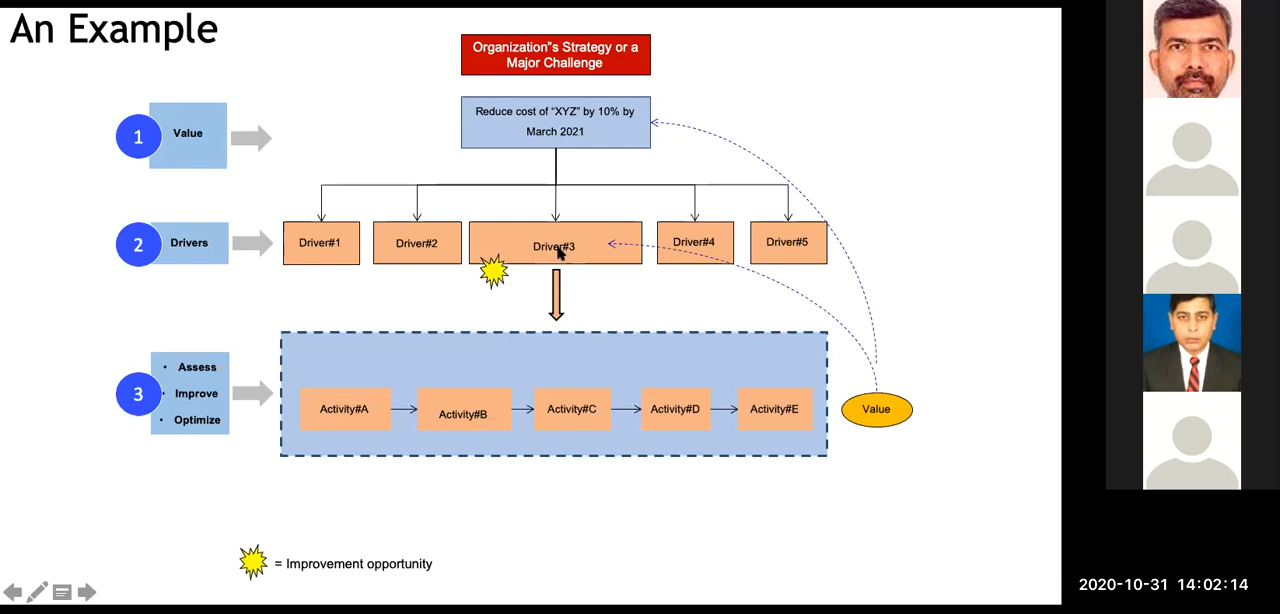 An Example
Organization"s Strategy or a
Major Challenge
Reduce cost of “XYZ” by 10% by
March 2021
1
Value
2
Drivers
Driver#1
Driver#2
Driver#3
Driver#4
Driver#5
3
• Assess
• Improve
• Optimize
Activity#A
Activity#B
Activity#C
Activity#D
Activity#E
Value
= Improvement opportunity
2020-10-31 14:02:14